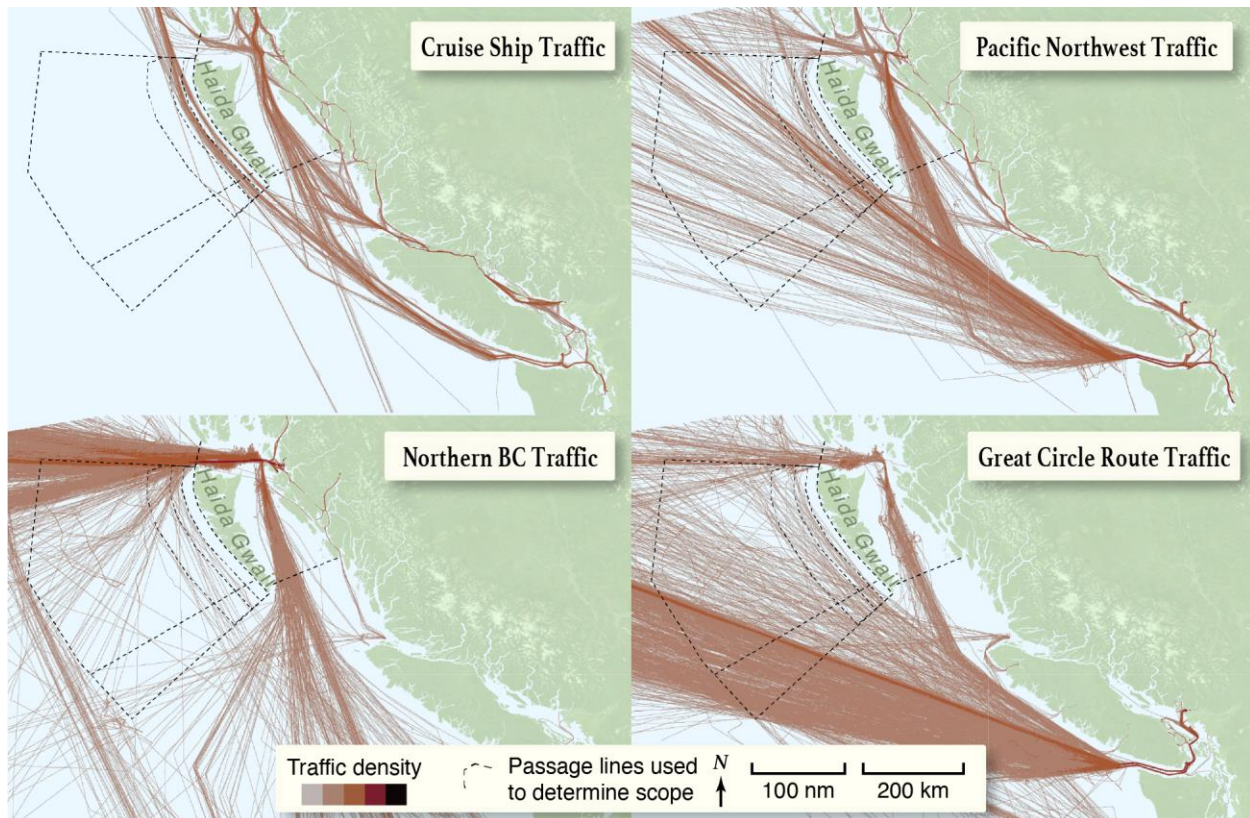 Cruise Ship Traffic
Haida Gwaii
Pacific Northwest Traffic
Haida Gwaii
Northern BC Traffic
Haida Gwaii
Great Circle Route Traffic
Haida Gwaii
Traffic density
Passage lines used
to determine scope
N
100 nm
200 km